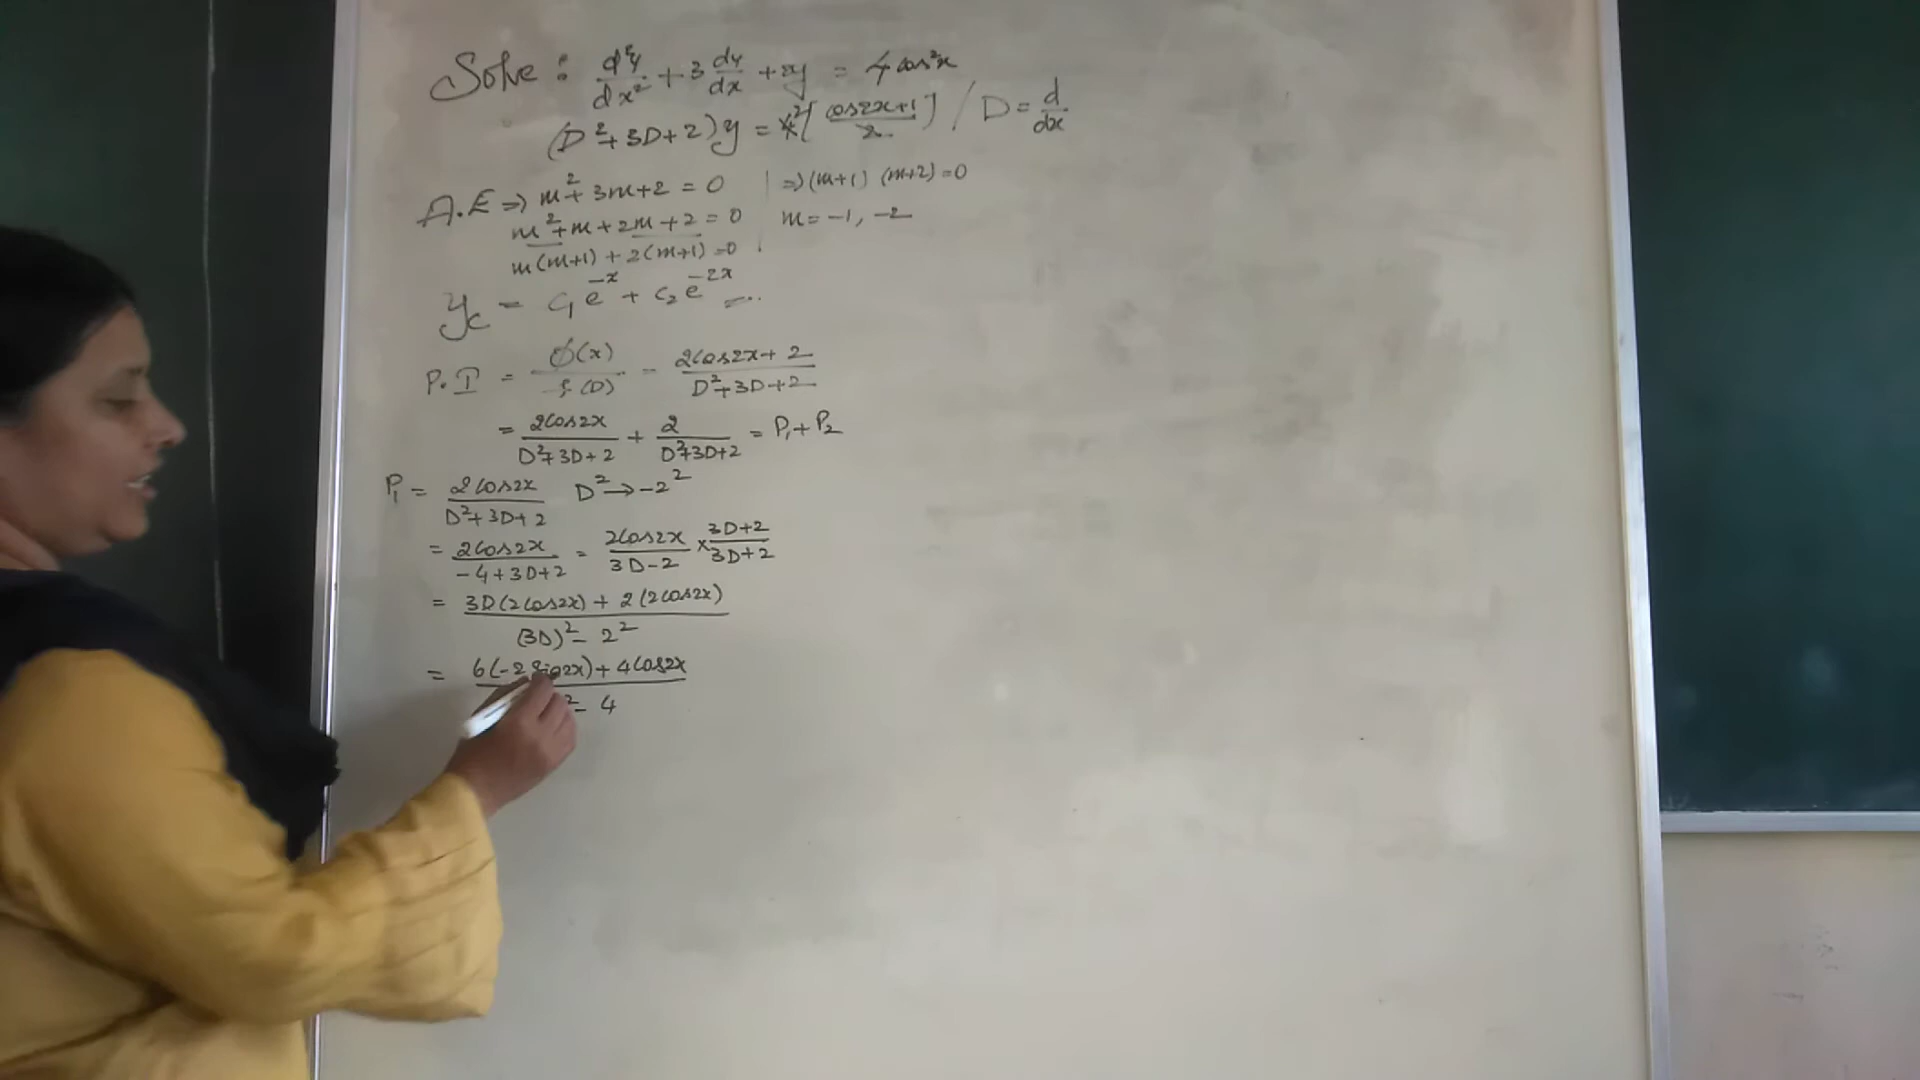 Solve : d²y/dx² + 3 dy/dx + 2y = 4 cos²x
(D²+3D+2)y = 4²[cos2x+1/2] / D = d/dx
A.E ⇒ m²+3m+2 = 0 | ⇒ (m+1) (m+2) = 0
m²+m+2m+2 = 0 | m = -1, -2
m(m+1) + 2(m+1) = 0
y_c = c₁e^-x + c₂e^-2x
P.I = φ(x)/f(D) = 2cos2x + 2/D²+3D+2
= 2cos2x/D²+3D+2 + 2/D²+3D+2 = P₁+P₂
P₁ = 2cos2x/D²+3D+2 D² → -2²
= 2cos2x/-4+3D+2 = 2cos2x/3D-2 × 3D+2/3D+2
= 3D(2cos2x) + 2(2cos2x)/(3D)² - 2²
= 6(-2 sin2x) + 4cos2x/² - 4